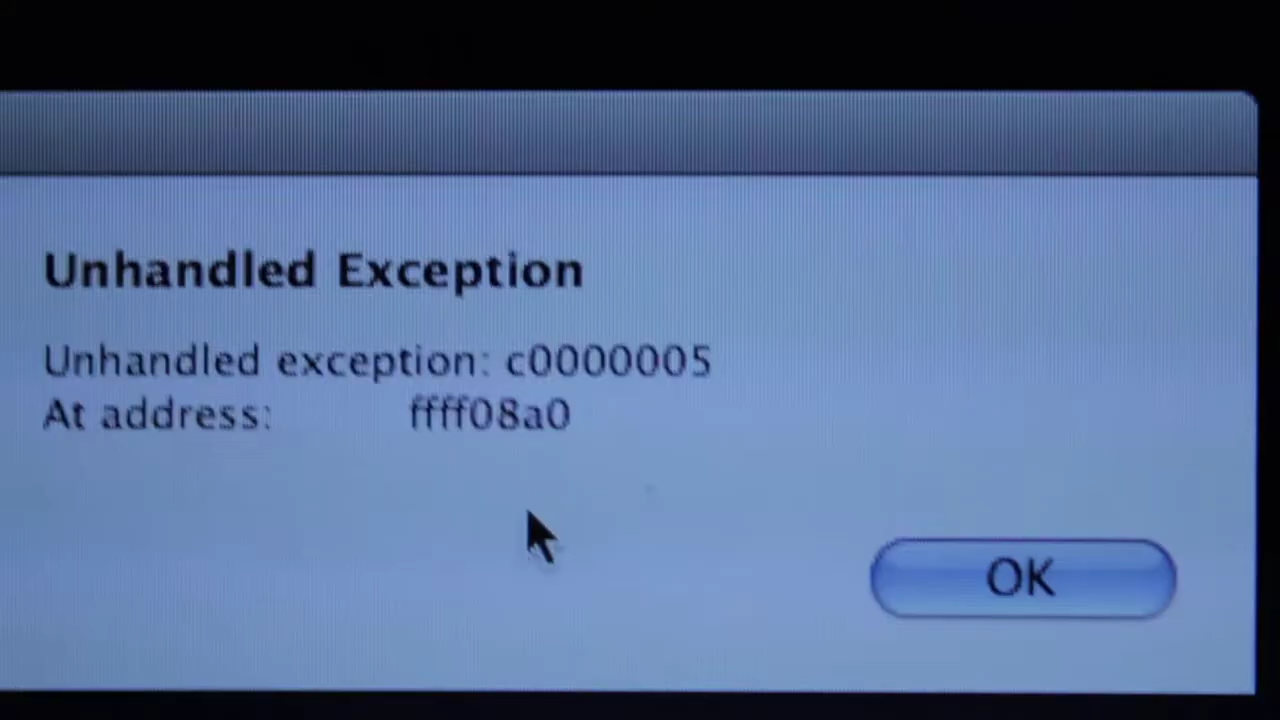 Unhandled Exception
Unhandled exception: c0000005
At address: ffff08a0
OK